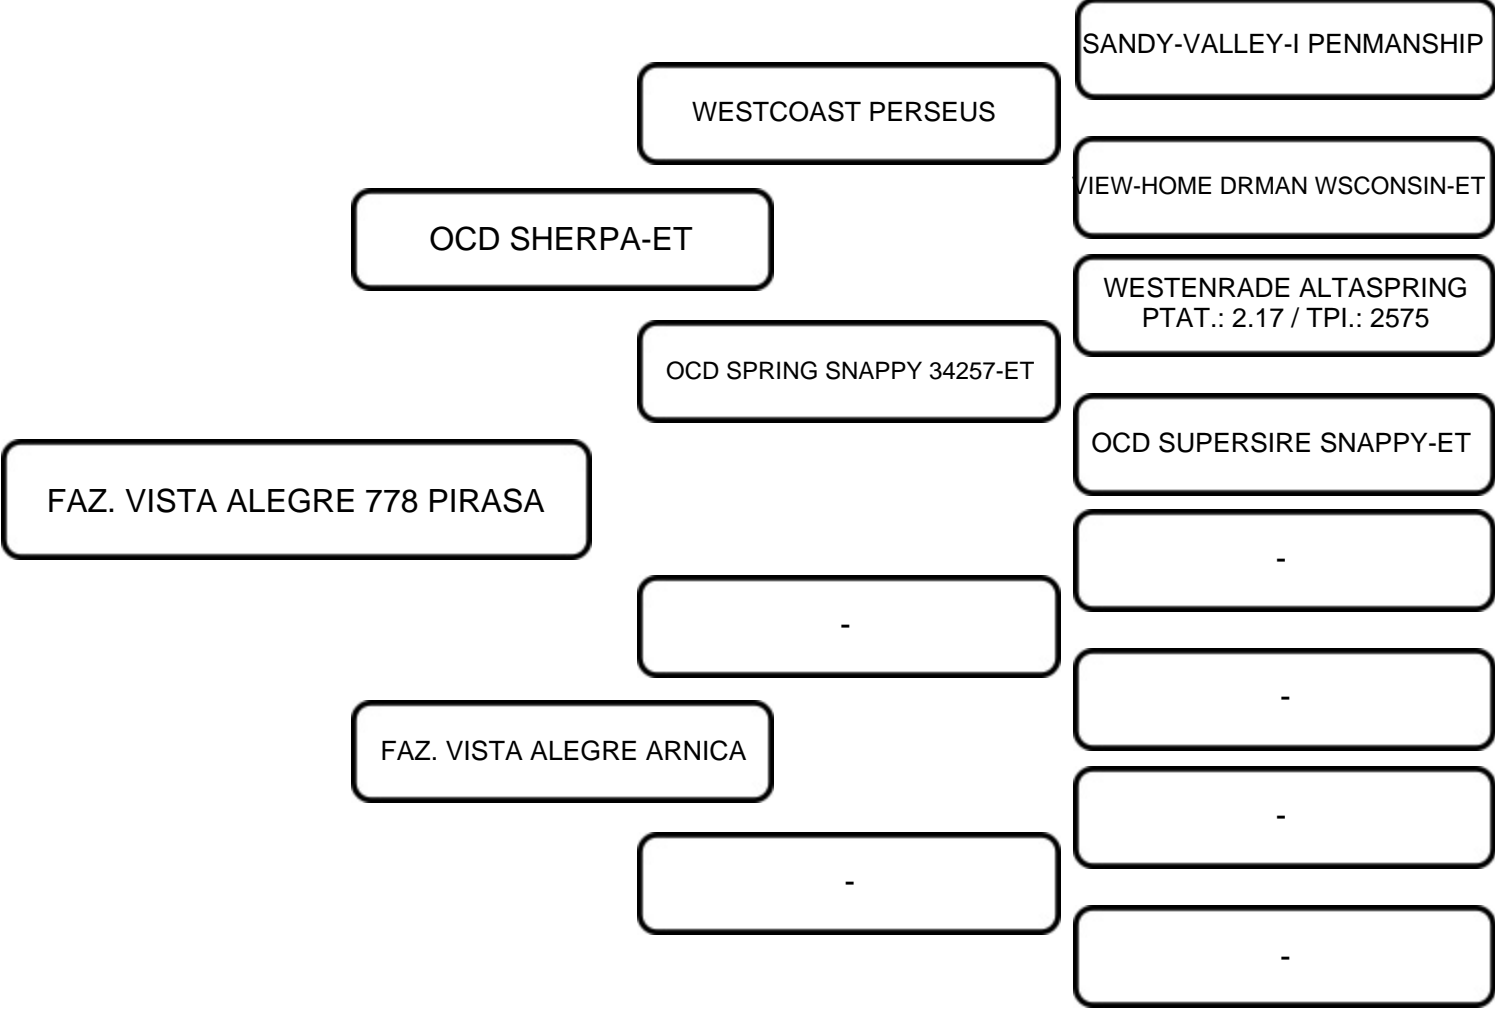 SANDY-VALLEY-I PENMANSHIP
WESTCOAST PERSEUS
VIEW-HOME DRMAN WSCONSIN-ET
OCD SHERPA-ET
WESTENRADE ALTASPRING
PTAT.: 2.17 / TPI.: 2575
OCD SPRING SNAPPY 34257-ET
OCD SUPERSIRE SNAPPY-ET
FAZ. VISTA ALEGRE 778 PIRASA
-
-
-
FAZ. VISTA ALEGRE ARNICA
-
-
-